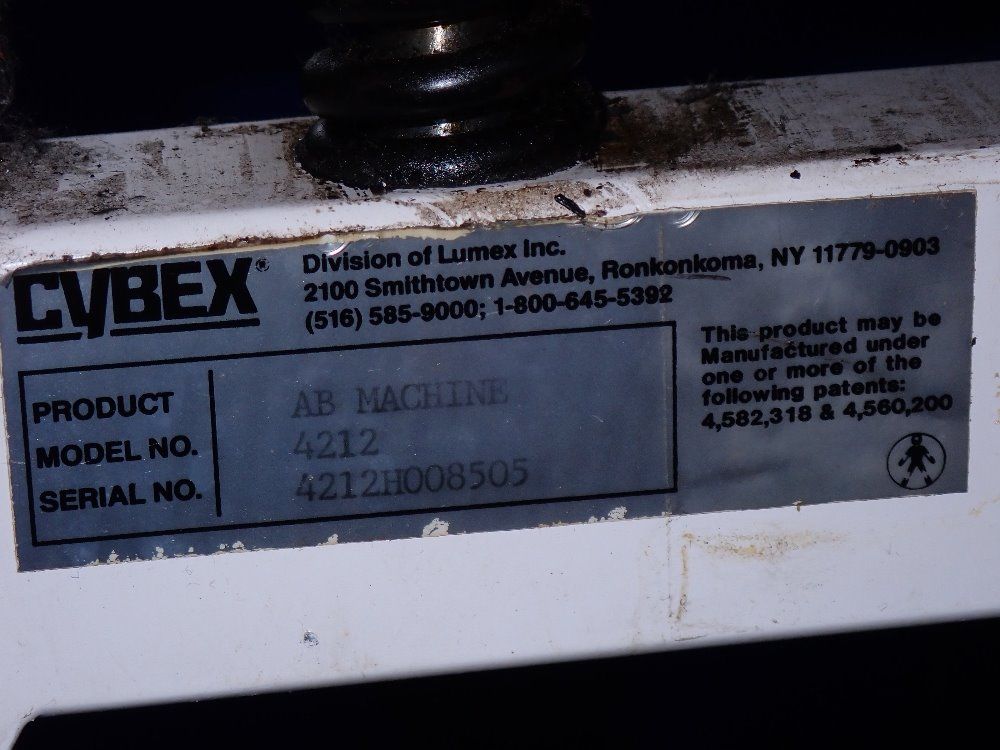 CYBEX®
Division of Lumex Inc.
2100 Smithtown Avenue, Ronkonkoma, NY 11779-0903
(516) 585-9000; 1-800-645-5392
PRODUCT AB MACHINE
MODEL NO. 4212
SERIAL NO. 4212H008505
This product may be
Manufactured under
one or more of the
following patents:
4,582,318 & 4,560,200